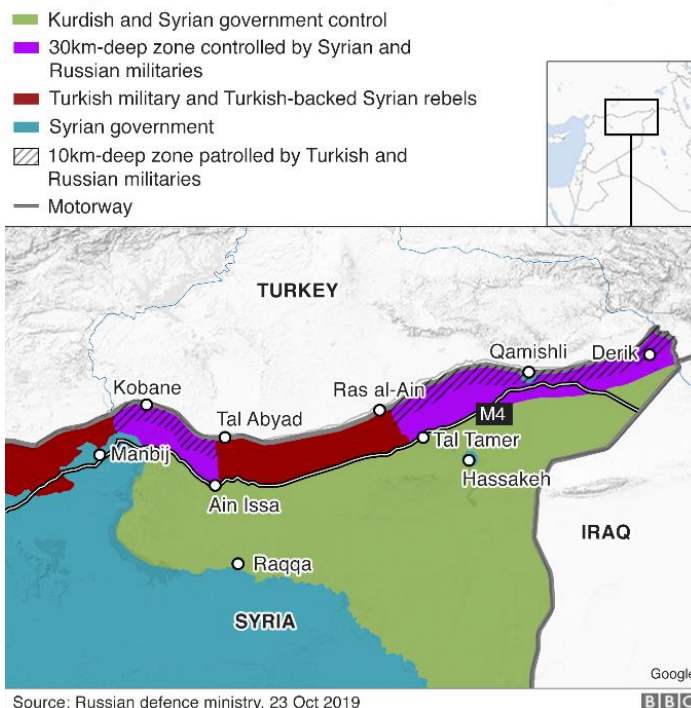 Kurdish and Syrian government control
30km-deep zone controlled by Syrian and
Russian militaries
Turkish military and Turkish-backed Syrian rebels
Syrian government
10km-deep zone patrolled by Turkish and
Russian militaries
Motorway
TURKEY
Qamishli
Derik
Kobane
Ras al-Ain
Tal Abyad
M4
Manbij
Tal Tamer
Hassakeh
Ain Issa
IRAQ
Raqqa
SYRIA
Google
Source: Russian defence ministry, 23 Oct 2019
BBC